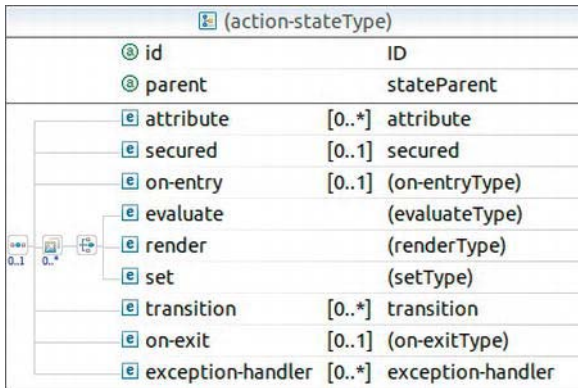 (action-stateType)
a id ID
a parent stateParent
e attribute [0..*] attribute
e secured [0..1] secured
e on-entry [0..1] (on-entryType)
e evaluate (evaluateType)
0..1 0..* e render (renderType)
e set (setType)
e transition [0..*] transition
e on-exit [0..1] (on-exitType)
e exception-handler [0..*] exception-handler